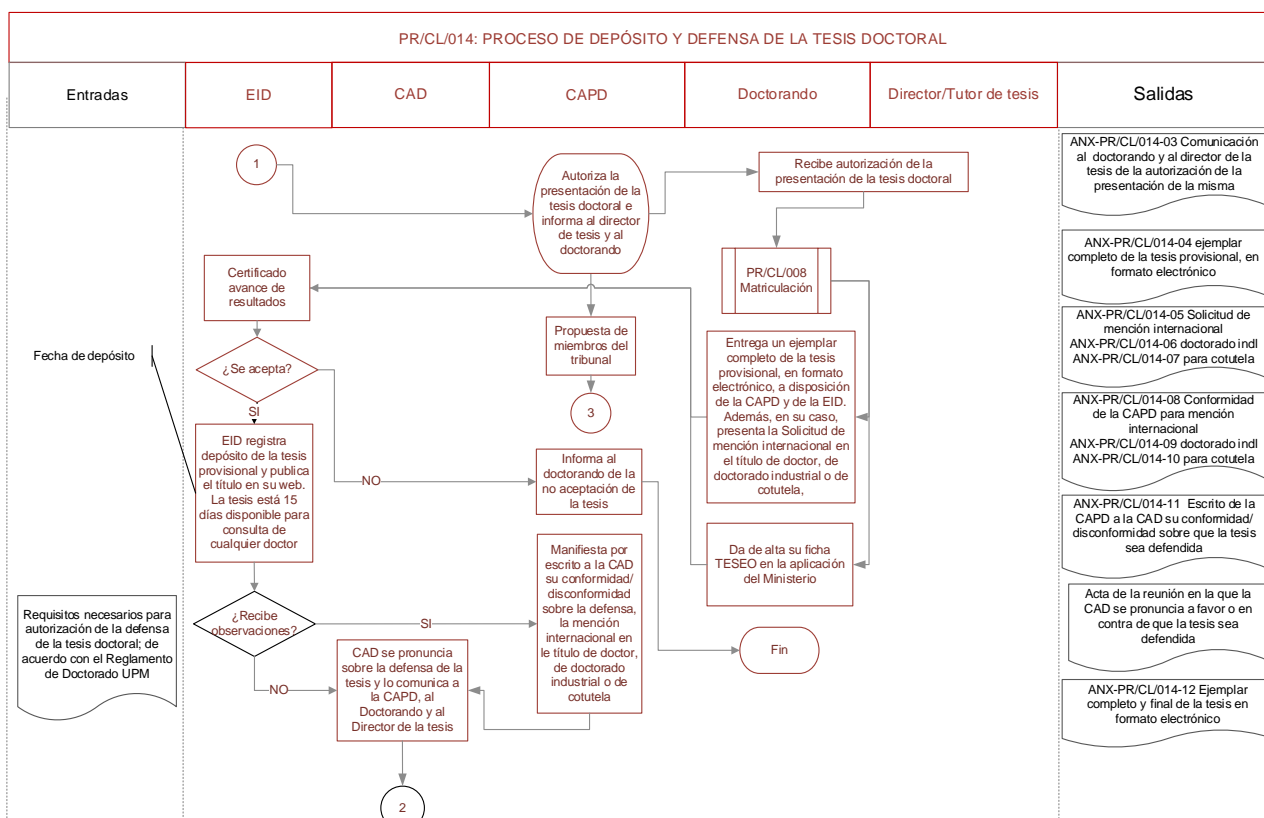 PR/CL/014: PROCESO DE DEPÓSITO Y DEFENSA DE LA TESIS DOCTORAL
Entradas
EID
CAD
CAPD
Doctorando
Director/Tutor de tesis
Salidas
1
Autoriza la
presentación de la
tesis doctoral e
informa al director
de tesis y al
doctorando
Recibe autorización de la
presentación de la tesis doctoral
ANX-PR/CL/014-03 Comunicación
al doctorando y al director de la
tesis de la autorización de la
presentación de la misma
Certificado
avance de
resultados
PR/CL/008
Matriculación
ANX-PR/CL/014-04 ejemplar
completo de la tesis provisional, en
formato electrónico
Fecha de depósito
¿Se acepta?
SI
Propuesta de
miembros del
tribunal
3
Entrega un ejemplar
completo de la tesis
provisional, en formato
electrónico, a disposición
de la CAPD y de la EID.
Además, en su caso,
presenta la Solicitud de
mención internacional en
el título de doctor, de
doctorado industrial o de
cotutela,
ANX-PR/CL/014-05 Solicitud de
mención internacional
ANX-PR/CL/014-06 doctorado indl
ANX-PR/CL/014-07 para cotutela
EID registra
depósito de la tesis
provisional y publica
el título en su web.
La tesis está 15
días disponible para
consulta de
cualquier doctor
NO
Informa al
doctorando de la
no aceptación de
la tesis
ANX-PR/CL/014-08 Conformidad
de la CAPD para mención
internacional
ANX-PR/CL/014-09 doctorado indl
ANX-PR/CL/014-10 para cotutela
Manifiesta por
escrito a la CAD
su conformidad/
disconformidad
sobre la defensa,
la mención
internacional en
le título de doctor,
de doctorado
industrial o de
cotutela
Da de alta su ficha
TESEO en la aplicación
del Ministerio
ANX-PR/CL/014-11 Escrito de la
CAPD a la CAD su conformidad/
disconformidad sobre que la tesis
sea defendida
Requisitos necesarios para
autorización de la defensa
de la tesis doctoral; de
acuerdo con el Reglamento
de Doctorado UPM
¿Recibe
observaciones?
SI
NO
CAD se pronuncia
sobre la defensa de la
tesis y lo comunica a
la CAPD, al
Doctorando y al
Director de la tesis
Fin
Acta de la reunión en la que la
CAD se pronuncia a favor o en
contra de que la tesis sea
defendida
ANX-PR/CL/014-12 Ejemplar
completo y final de la tesis en
formato electrónico
2